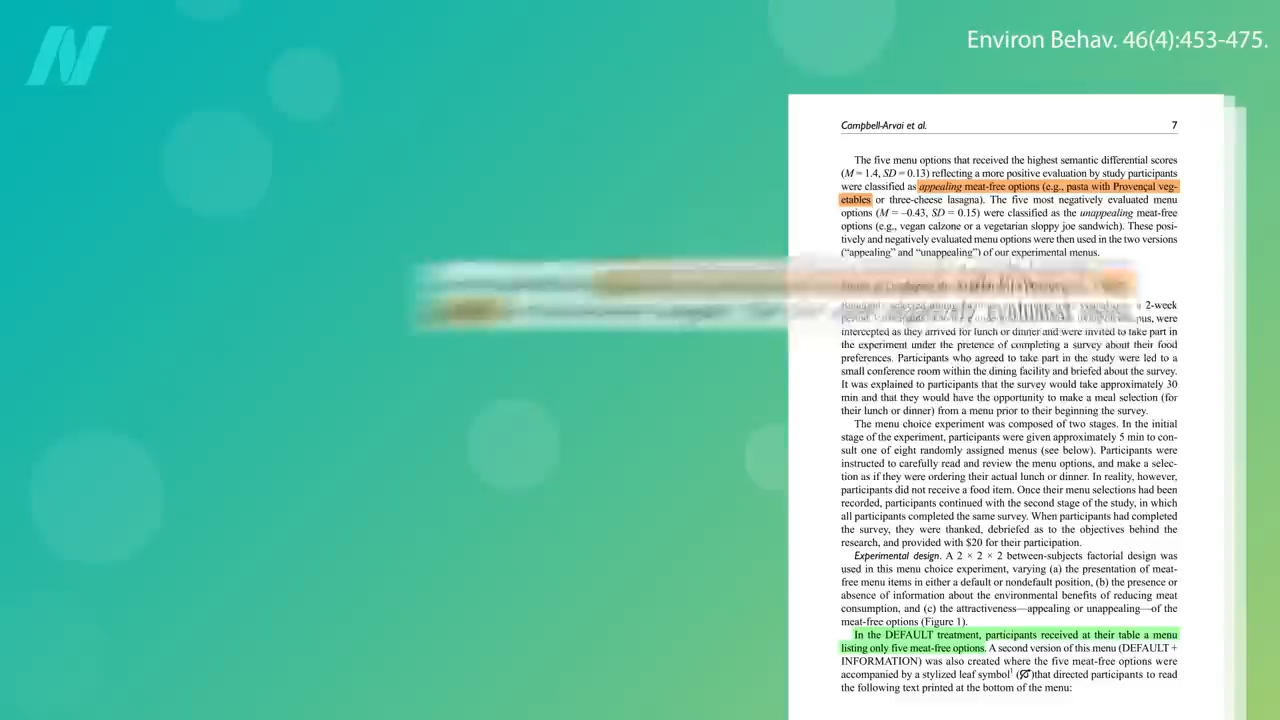 Environ Behav. 46(4):453-475.
Campbell-Arvai et al.
7
The five menu options that received the highest semantic differential scores
(M = 1.4, SD = 0.13) reflecting a more positive evaluation by study participants
were classified as appealing meat-free options (e.g., pasta with Provençal veg-
etables or three-cheese lasagna). The five most negatively evaluated menu
options (M = –0.43, SD = 0.15) were classified as the unappealing meat-free
options (e.g., vegan calzone or a vegetarian sloppy joe sandwich). These posi-
tively and negatively evaluated menu options were then used in the two versions
(“appealing” and “unappealing”) of our experimental menus.
a 2-week
were
intercepted as they arrived for lunch or dinner and were invited to take part in
the experiment under the pretence of completing a survey about their food
preferences. Participants who agreed to take part in the study were led to a
small conference room within the dining facility and briefed about the survey.
It was explained to participants that the survey would take approximately 30
min and that they would have the opportunity to make a meal selection (for
their lunch or dinner) from a menu prior to their beginning the survey.
The menu choice experiment was composed of two stages. In the initial
stage of the experiment, participants were given approximately 5 min to con-
sult one of eight randomly assigned menus (see below). Participants were
instructed to carefully read and review the menu options, and make a selec-
tion as if they were ordering their actual lunch or dinner. In reality, however,
participants did not receive a food item. Once their menu selections had been
recorded, participants continued with the second stage of the study, in which
all participants completed the same survey. When participants had completed
the survey, they were thanked, debriefed as to the objectives behind the
research, and provided with $20 for their participation.
Experimental design. A 2 × 2 × 2 between-subjects factorial design was
used in this menu choice experiment, varying (a) the presentation of meat-
free menu items in either a default or nondefault position, (b) the presence or
absence of information about the environmental benefits of reducing meat
consumption, and (c) the attractiveness—appealing or unappealing—of the
meat-free options (Figure 1).
In the DEFAULT treatment, participants received at their table a menu
listing only five meat-free options. A second version of this menu (DEFAULT +
INFORMATION) was also created where the five meat-free options were
accompanied by a stylized leaf symbol1 ( )that directed participants to read
the following text printed at the bottom of the menu: